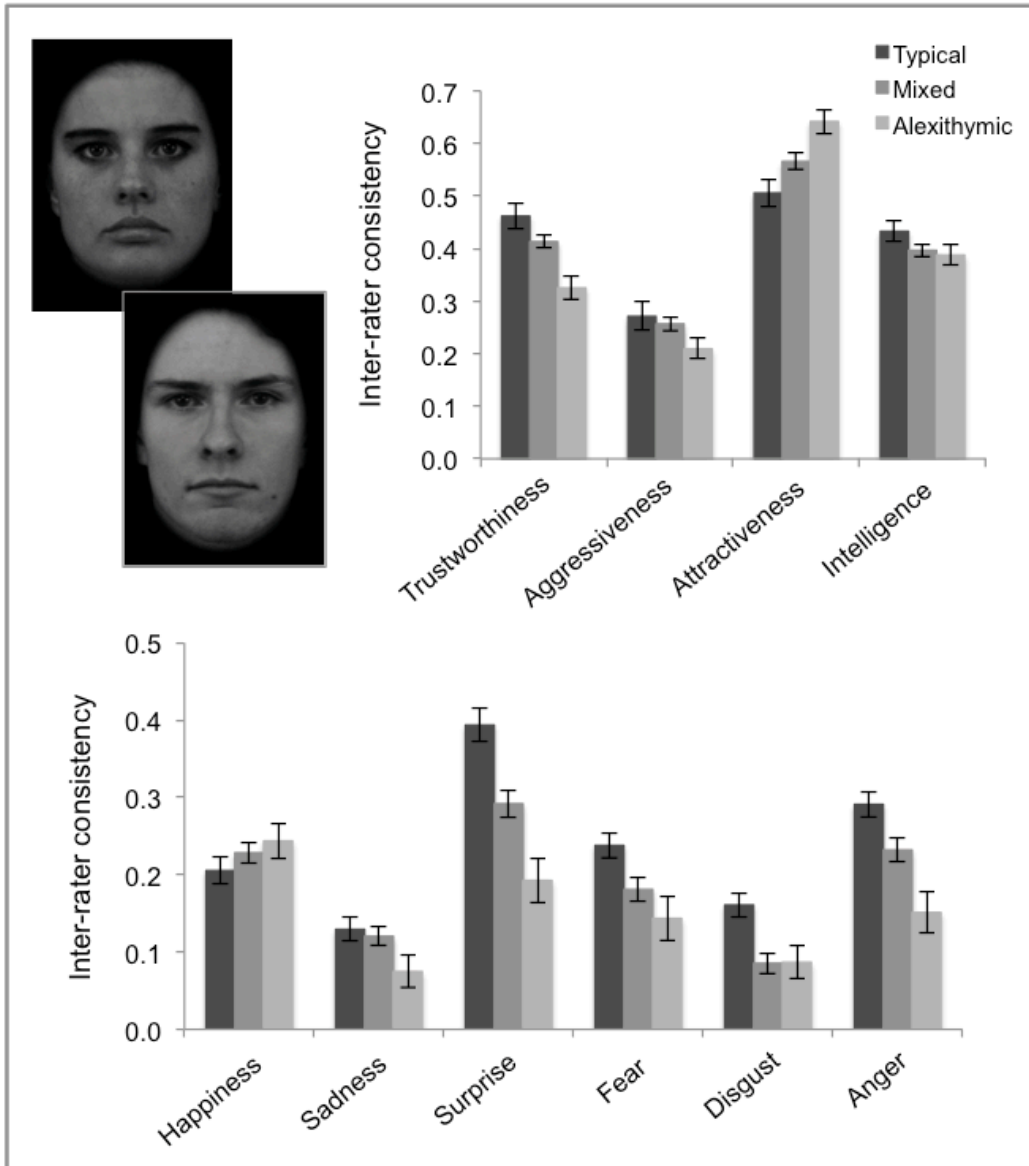 Typical
Mixed
Alexithymic
Inter-rater consistency
0.7
0.6
0.5
0.4
0.3
0.2
0.1
0.0
Trustworthiness
Aggressiveness
Attractiveness
Intelligence
Inter-rater consistency
0.5
0.4
0.3
0.2
0.1
0.0
Happiness
Sadness
Surprise
Fear
Disgust
Anger